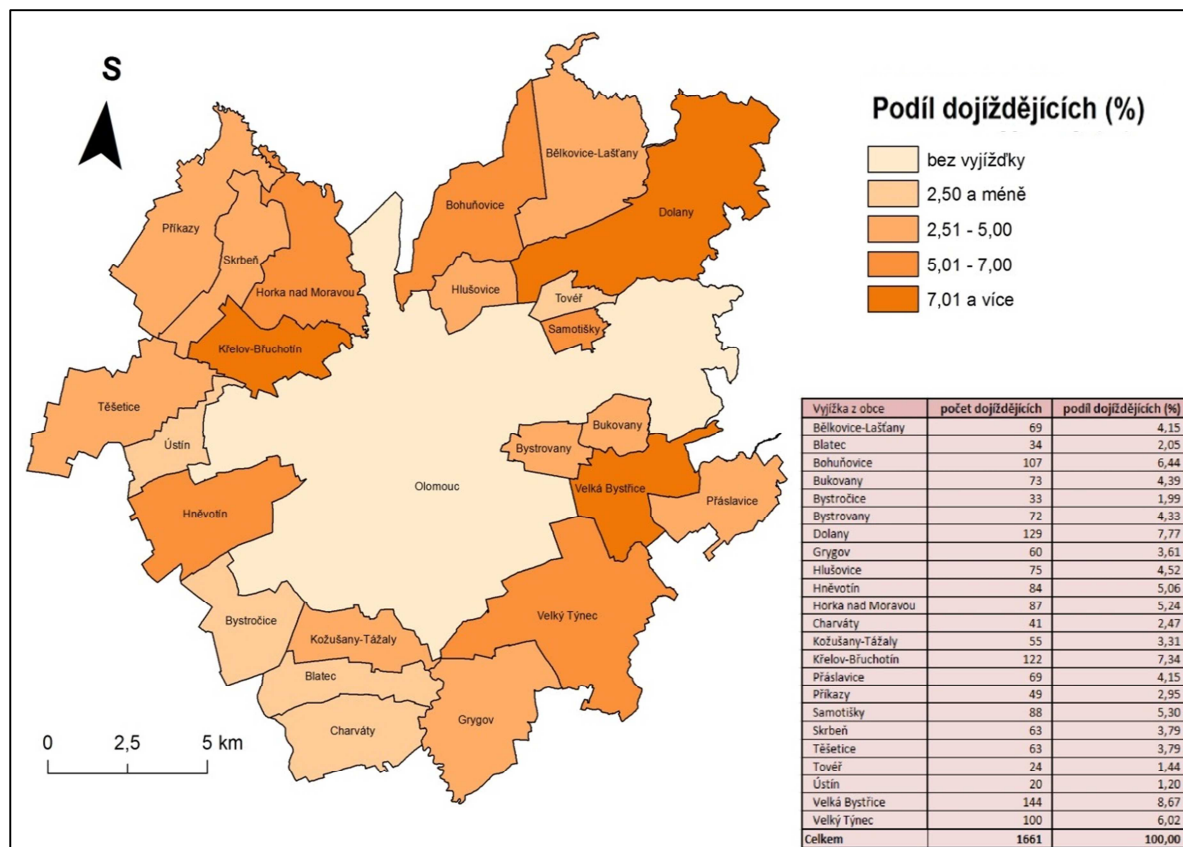 S
Podíl dojíždějících (%)
bez vyjížďky
2,50 a méně
2,51 - 5,00
5,01 - 7,00
7,01 a více
Bělkovice-Lašťany
Bohuňovice
Dolany
Příkazy
Skrbeň
Horka nad Moravou
Hlušovice
Tovéř
Samotišky
Křelov-Břuchotín
Těšetice
Ústín
Bukovany
Bystrovany
Olomouc
Velká Bystřice
Přáslavice
Hněvotín
Bystročice
Kožušany-Tážaly
Velký Týnec
Blatec
Charváty
Grygov
0 2,5 5 km
Vyjížka z obce počet dojíždějících podíl dojíždějících (%)
Bělkovice-Lašťany 69 4,15
Blatec 34 2,05
Bohuňovice 107 6,44
Bukovany 73 4,39
Bystročice 33 1,99
Bystrovany 72 4,33
Dolany 129 7,77
Grygov 60 3,61
Hlušovice 75 4,52
Hněvotín 84 5,06
Horka nad Moravou 87 5,24
Charváty 41 2,47
Kožušany-Tážaly 55 3,31
Křelov-Břuchotín 122 7,34
Přáslavice 69 4,15
Příkazy 49 2,95
Samotišky 88 5,30
Skrbeň 63 3,79
Těšetice 63 3,79
Tovéř 24 1,44
Ústín 20 1,20
Velká Bystřice 144 8,67
Velký Týnec 100 6,02
Celkem 1661 100,00